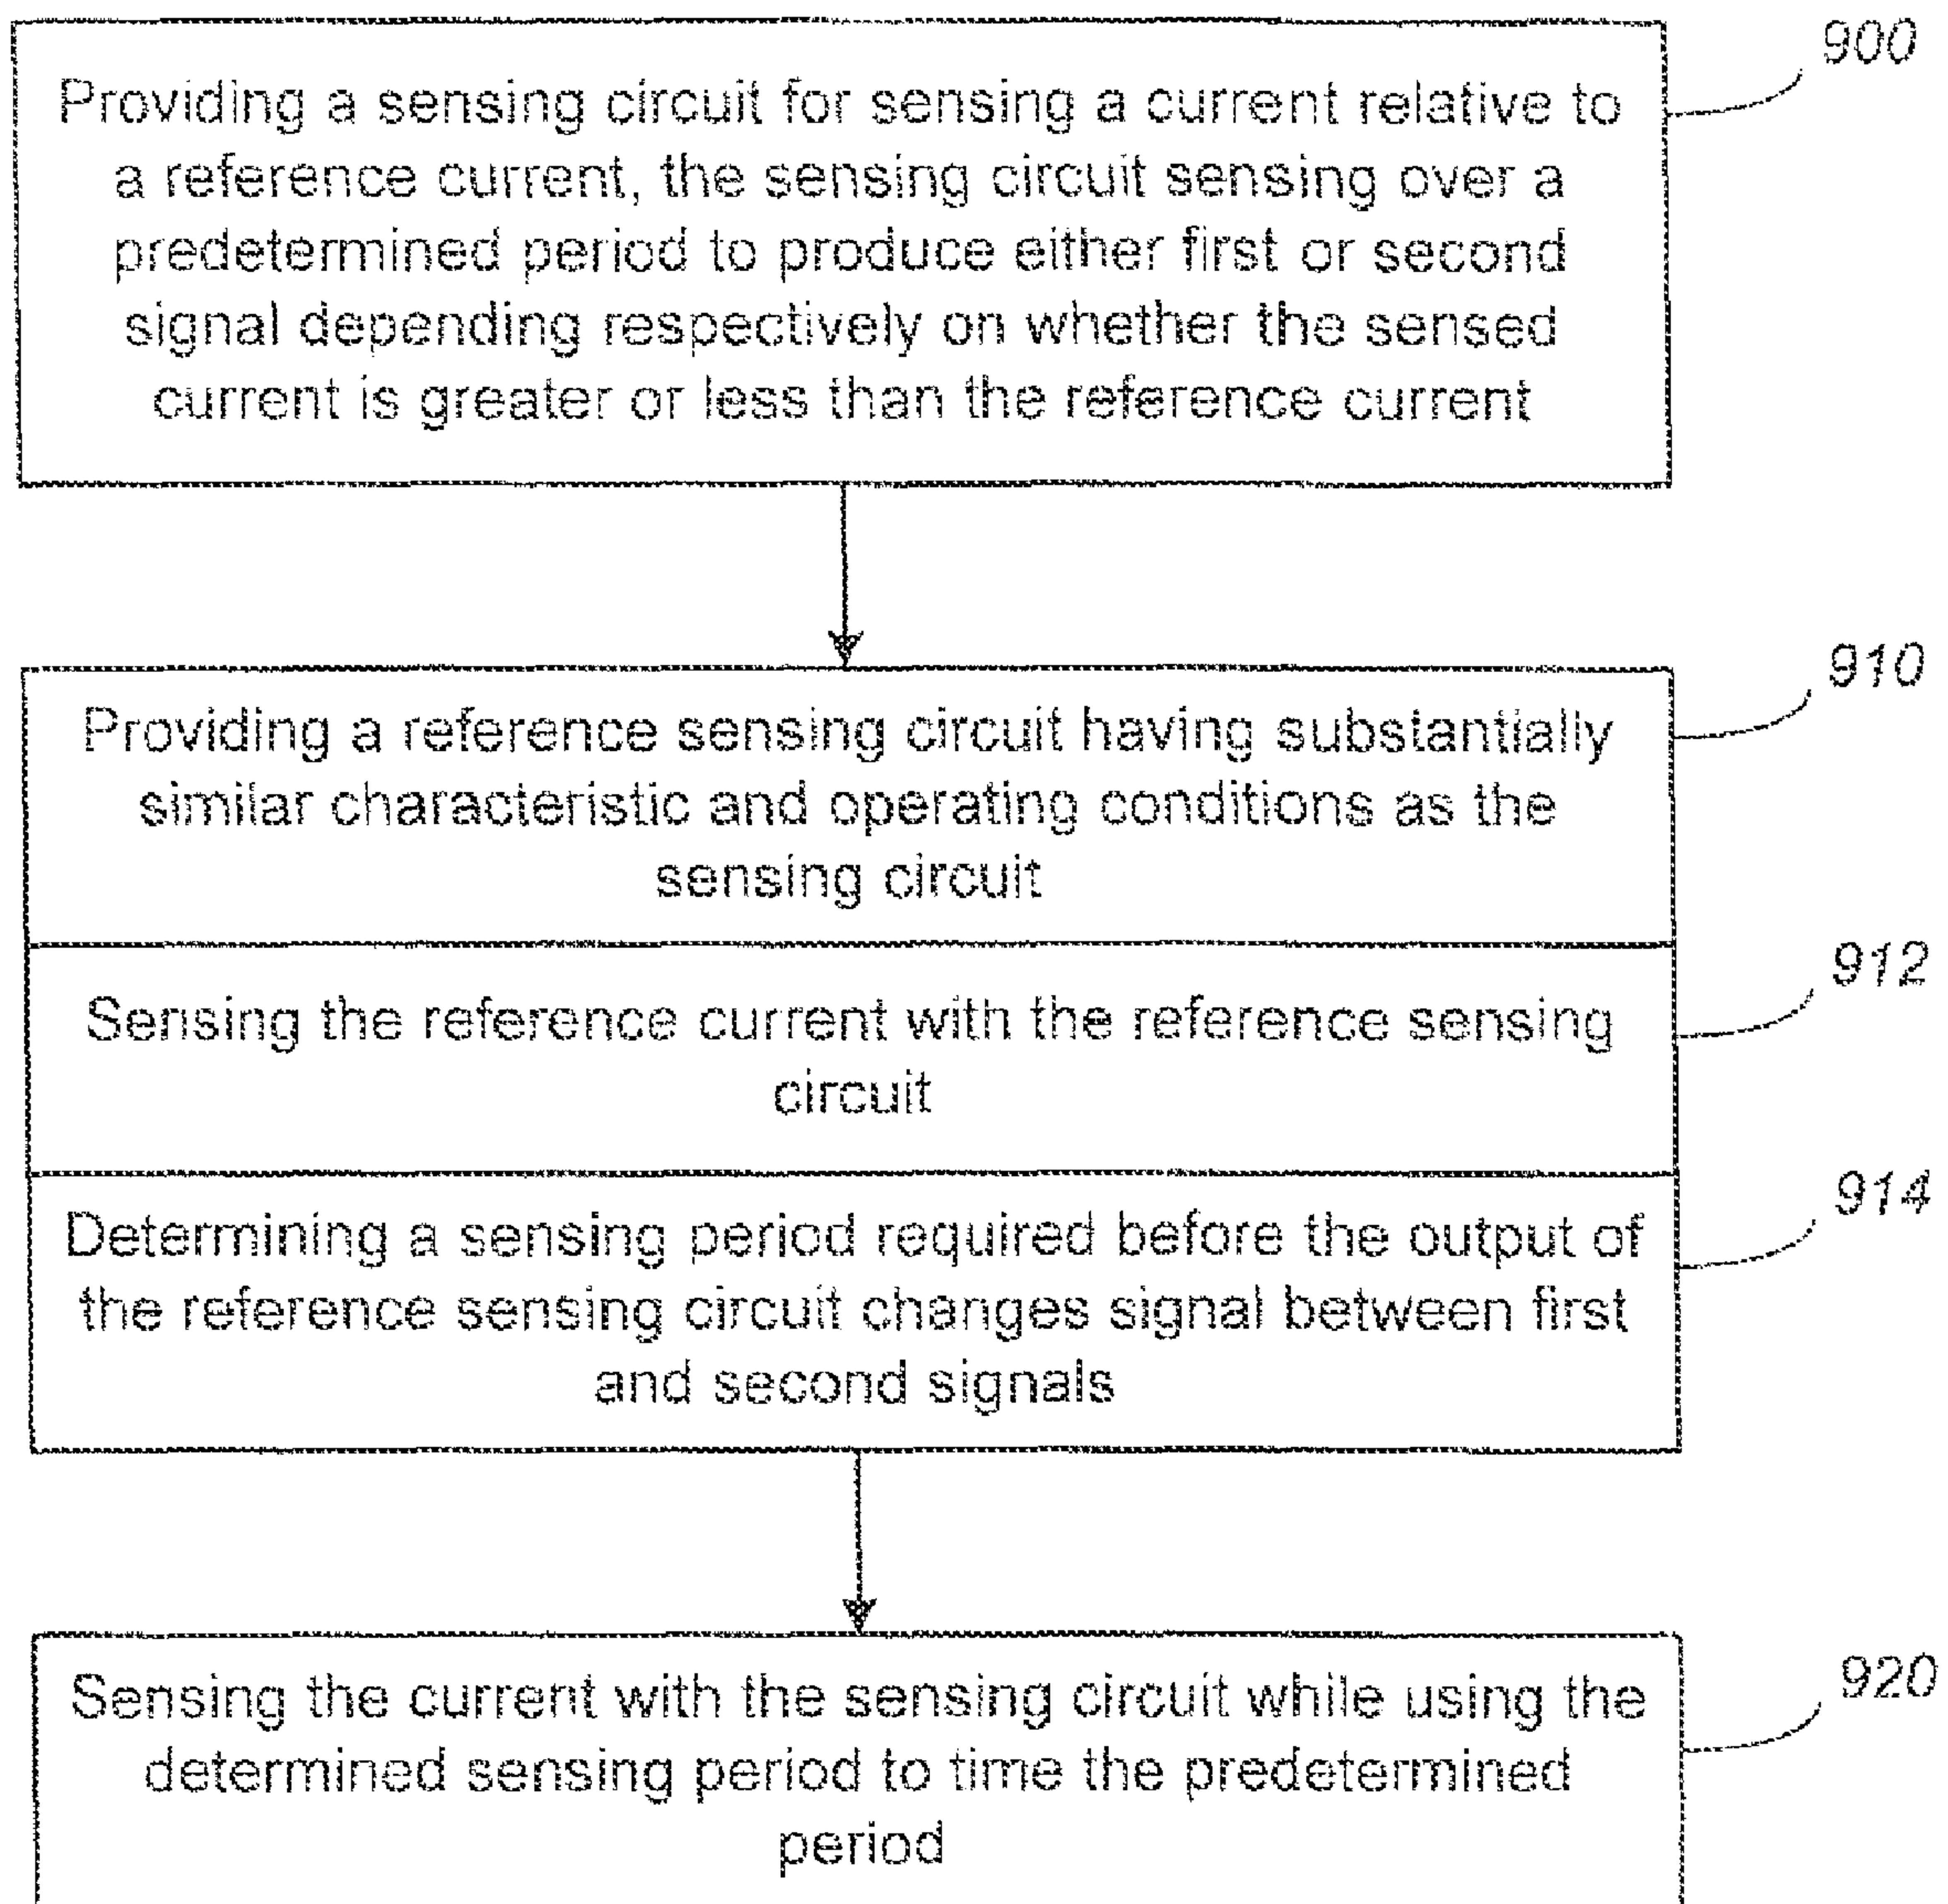 900
Providing a sensing circuit for sensing a current relative to
a reference current, the sensing circuit sensing over a
predetermined period to produce either first or second
signal depending respectively on whether the sensed
current is greater or less than the reference current
910
Providing a reference sensing circuit having substantially
similar characteristic and operating conditions as the
sensing circuit
912
Sensing the reference current with the reference sensing
circuit
914
Determining a sensing period required before the output of
the reference sensing circuit changes signal between first
and second signals
920
Sensing the current with the sensing circuit while using the
determined sensing period to time the predetermined
period